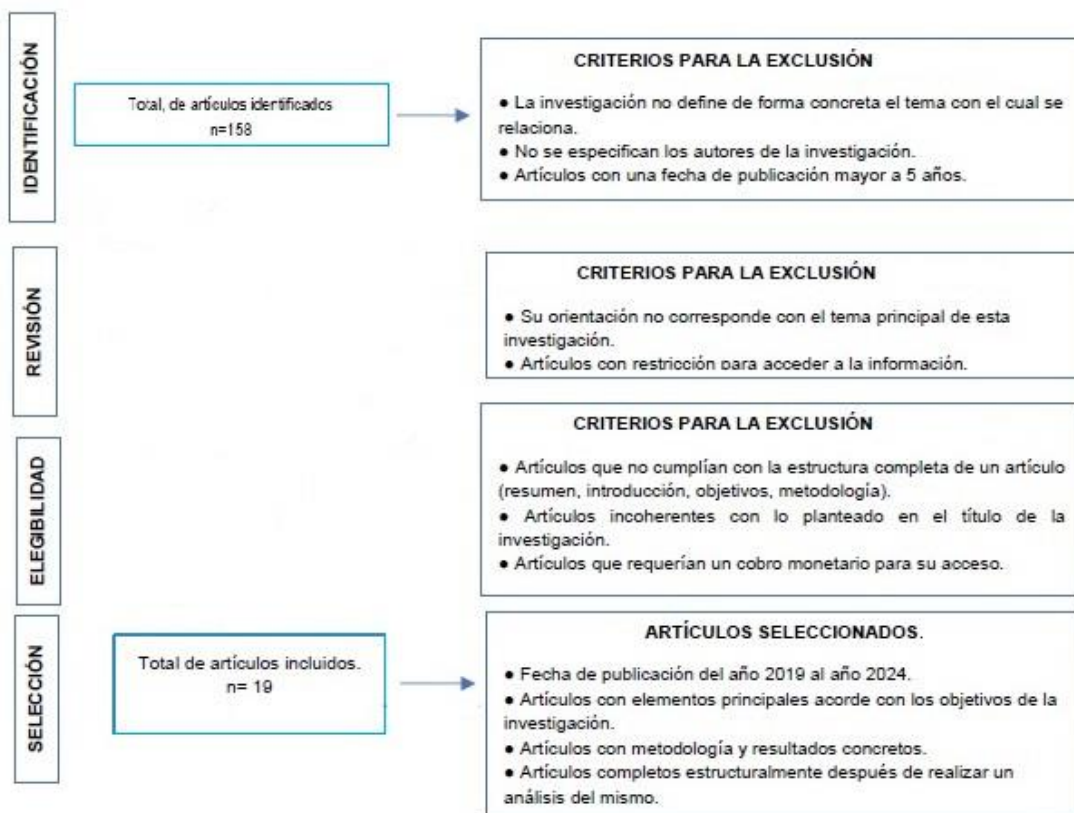 IDENTIFICACIÓN
Total, de artículos identificados
n=158
CRITERIOS PARA LA EXCLUSIÓN
● La investigación no define de forma concreta el tema con el cual se
relaciona.
● No se especifican los autores de la investigación.
● Artículos con una fecha de publicación mayor a 5 años.
REVISIÓN
CRITERIOS PARA LA EXCLUSIÓN
● Su orientación no corresponde con el tema principal de esta
investigación.
● Artículos con restricción para acceder a la información.
ELEGIBILIDAD
CRITERIOS PARA LA EXCLUSIÓN
● Artículos que no cumplían con la estructura completa de un artículo
(resumen, introducción, objetivos, metodología).
● Artículos incoherentes con lo planteado en el título de la
investigación.
● Artículos que requerían un cobro monetario para su acceso.
SELECCIÓN
Total de artículos incluidos.
n= 19
ARTÍCULOS SELECCIONADOS.
● Fecha de publicación del año 2019 al año 2024.
● Artículos con elementos principales acorde con los objetivos de la
investigación.
● Artículos con metodología y resultados concretos.
● Artículos completos estructuralmente después de realizar un
análisis del mismo.